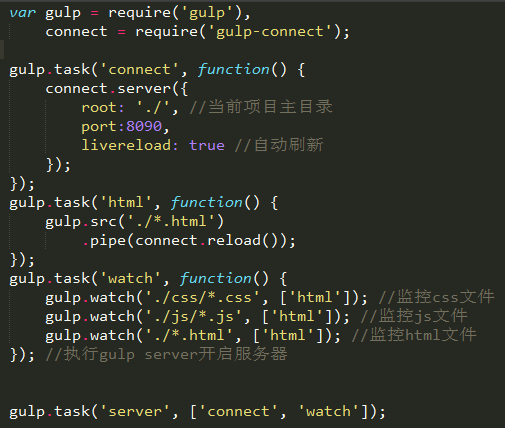 var gulp = require('gulp'),
    connect = require('gulp-connect');

gulp.task('connect', function() {
    connect.server({
        root: './', //当前项目主目录
        port:8090,
        livereload: true //自动刷新
    });
});
gulp.task('html', function() {
    gulp.src('./*.html')
        .pipe(connect.reload());
});
gulp.task('watch', function() {
    gulp.watch('./css/*.css', ['html']); //监控css文件
    gulp.watch('./js/*.js', ['html']); //监控js文件
    gulp.watch('./*.html', ['html']); //监控html文件
}); //执行gulp server开启服务器

gulp.task('server', ['connect', 'watch']);